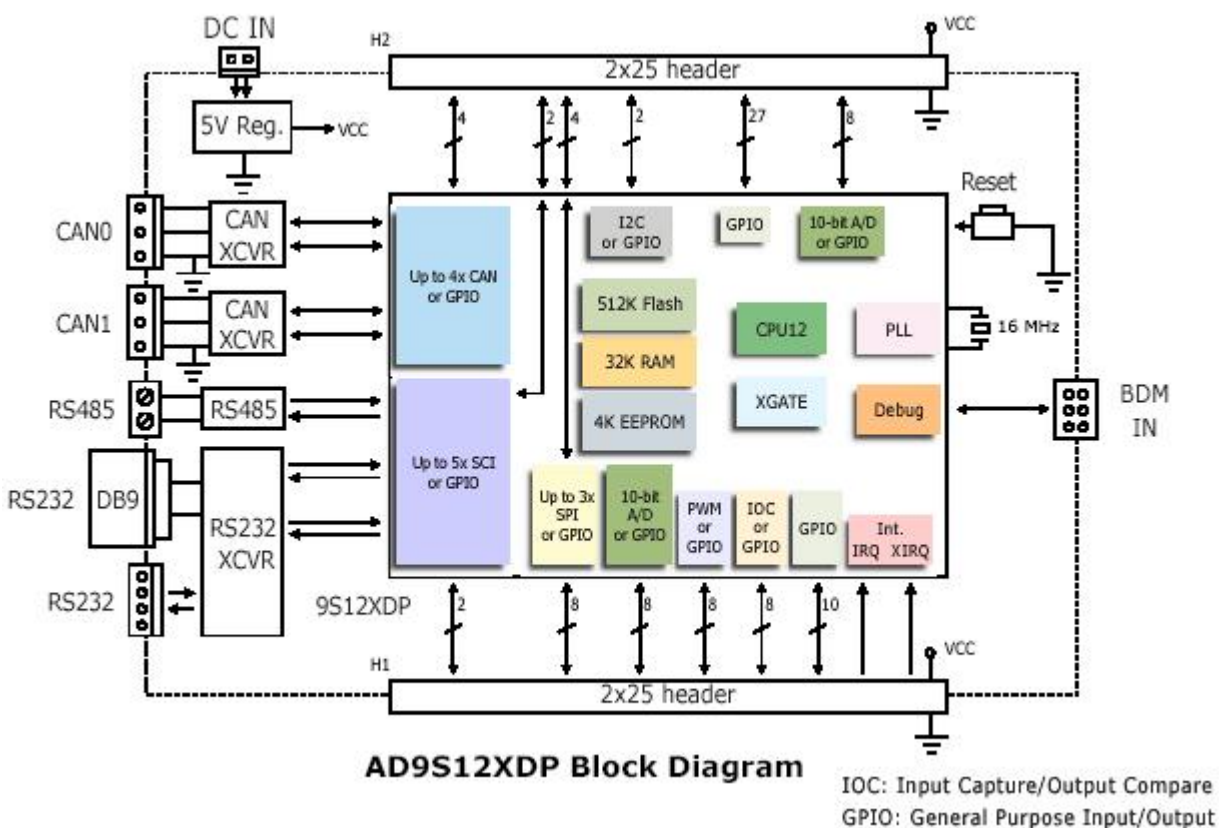 DC IN
H2
VCC
2x25 header
5V Reg.
VCC
4
2
4
2
27
8
Reset
CAN0
CAN
XCVR
Up to 4x CAN
or GPIO
I2C
or GPIO
GPIO
10-bit A/D
or GPIO
512K Flash
CPU12
PLL
16 MHz
CAN1
CAN
XCVR
32K RAM
XGATE
Debug
BDM
IN
RS485
RS485
4K EEPROM
Up to 5x SCI
or GPIO
RS232
DB9
RS232
XCVR
Up to 3x
SPI
or GPIO
10-bit
A/D
or GPIO
PWM
or
GPIO
IOC
or
GPIO
GPIO
Int.
IRQ XIRQ
RS232
9S12XDP
2
8
8
8
8
10
H1
VCC
2x25 header
AD9S12XDP Block Diagram
IOC: Input Capture/Output Compare
GPIO: General Purpose Input/Output